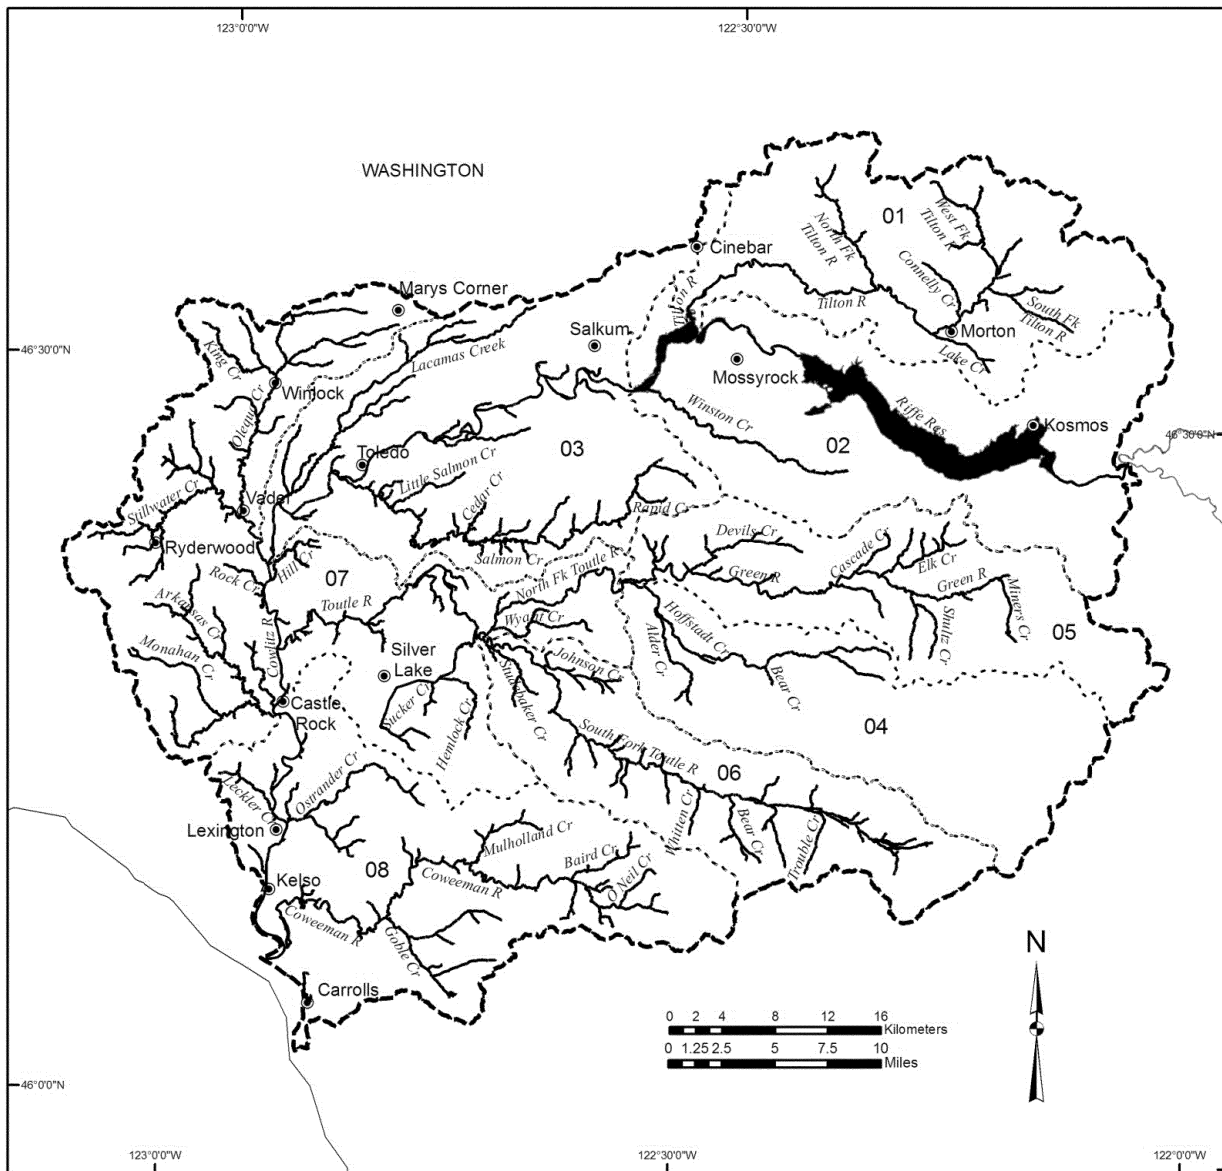 123°0'0"W
122°30'0"W
WASHINGTON
01
West Fk
Tilton R
North Fk
Tilton R
Cinebar
Connelly Cr
Tilton R
Marys Corner
Tilton R
South Fk
Tilton R
Morton
Salkum
Lake Cr
46°30'0"N
King Cr
Lacamas Creek
Mossyrock
Winlock
Riffe Res
Olequa Cr
Winston Cr
Kosmos
46°30'0"N
03
02
Toledo
Little Salmon Cr
Stillwater Cr
Vader
Cedar Cr
Rapid Cr
Devils Cr
Ryderwood
Salmon Cr
Cascade Cr
Elk Cr
Hill Cr
North Fk Toutle R
Green R
Green R
Rock Cr
07
Miners Cr
Arkansas Cr
Toutle R
Wyant Cr
Hoffstadt Cr
Shultz Cr
05
Monahan Cr
Cowlitz R
Alder Cr
Silver
Lake
Johnson Cr
Bear Cr
Sucker Cr
Studebaker Cr
Castle
Rock
Hemlock Cr
04
South Fork Toutle R
06
Ostrander Cr
Leckler Cr
Whitten Cr
Bear Cr
Trouble Cr
Lexington
Mulholland Cr
Baird Cr
08
Coweeman R
O Neil Cr
Kelso
Coweeman R
Goble Cr
N
Carrolls
0 2 4 8 12 16
Kilometers
0 1.25 2.5 5 7.5 10
Miles
46°0'0"N
123°0'0"W
122°30'0"W
122°0'0"W